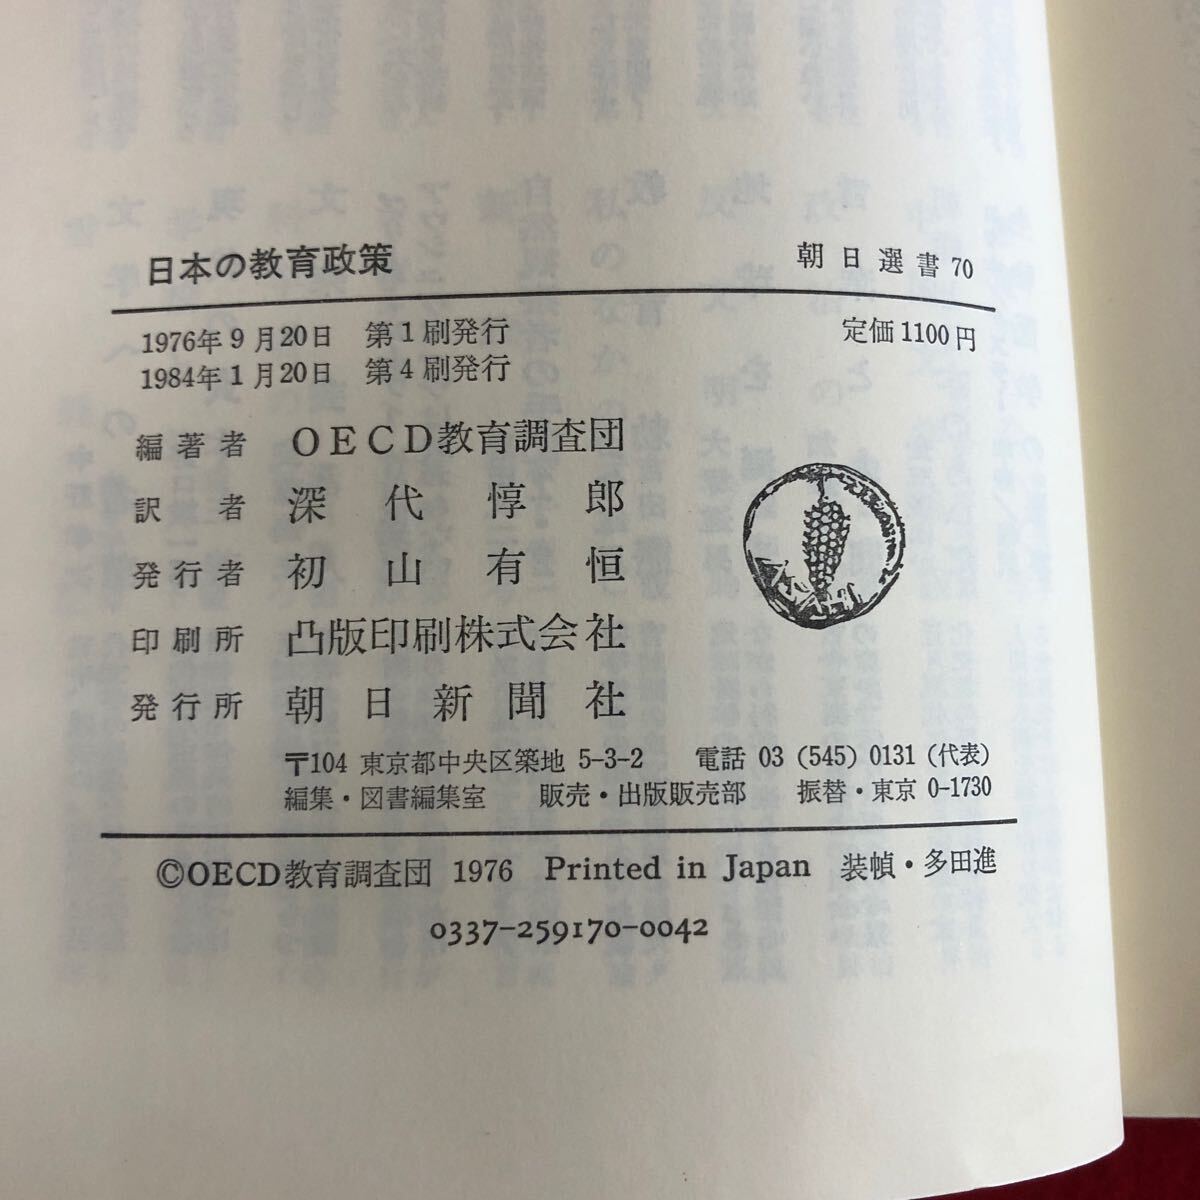 日本の教育政策 朝日選書 70
1976年9月20日 第1刷発行 定価1100円
1984年1月20日 第4刷発行
編著者 OECD教育調査団
訳者 深代惇郎
発行者 初山有恒
印刷所 凸版印刷株式会社
発行所 朝日新聞社
〒104 東京都中央区築地 5-3-2 電話 03 (545) 0131 (代表)
編集・図書編集室 販売・出版販売部 振替・東京 0-1730
©OECD教育調査団 1976 Printed in Japan 装幀・多田進
0337-259170-0042